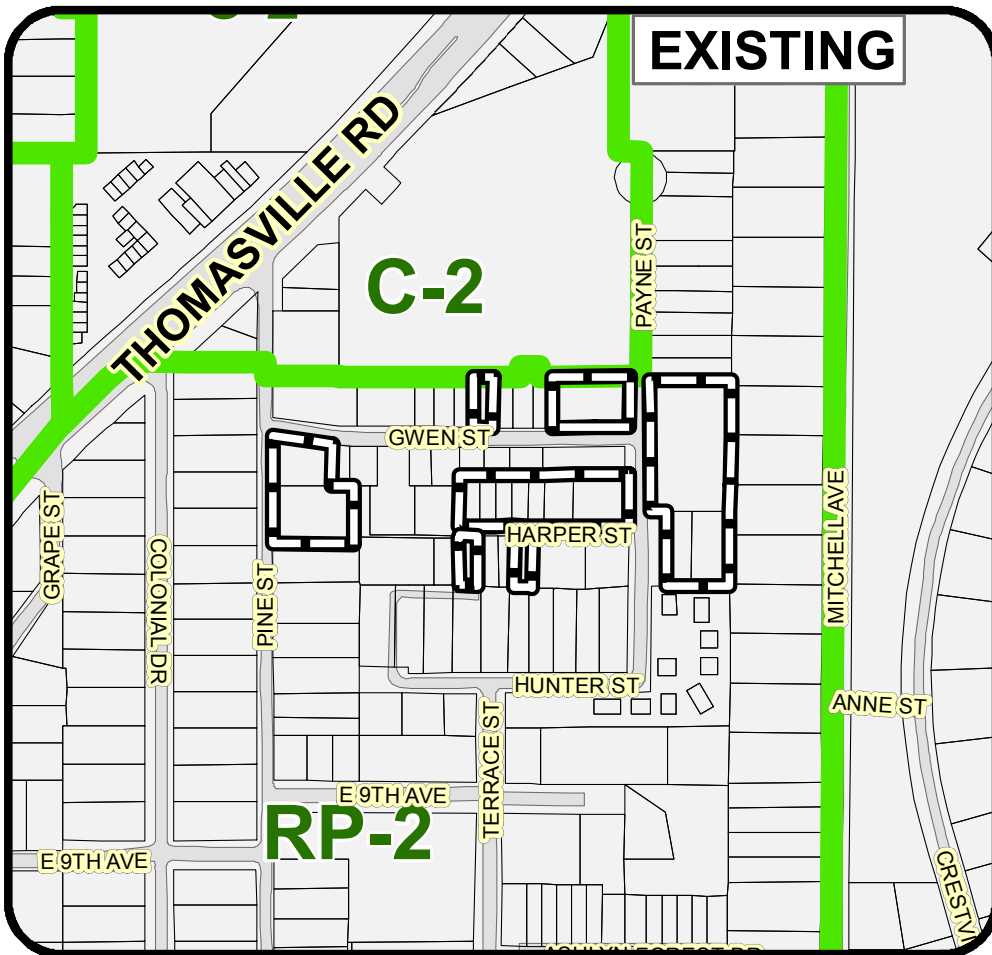 EXISTING
THOMASVILLE RD
C-2
PAYNE ST
GWEN ST
HARPER ST
GRAPE ST
COLONIAL DR
PINE ST
MITCHELL AVE
HUNTER ST
ANNE ST
TERRACE ST
E 9TH AVE
RP-2
E 9TH AVE